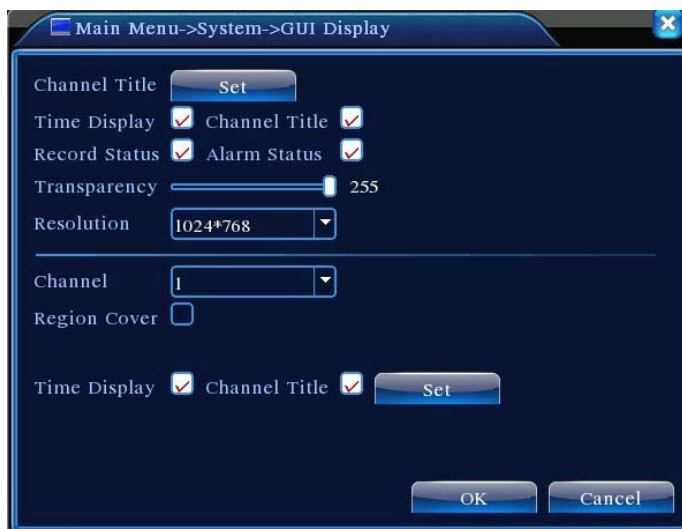 Main Menu->System->GUI Display
Channel Title Set
Time Display Channel Title
Record Status Alarm Status
Transparency 255
Resolution 1024*768
Channel 1
Region Cover
Time Display Channel Title Set
OK Cancel